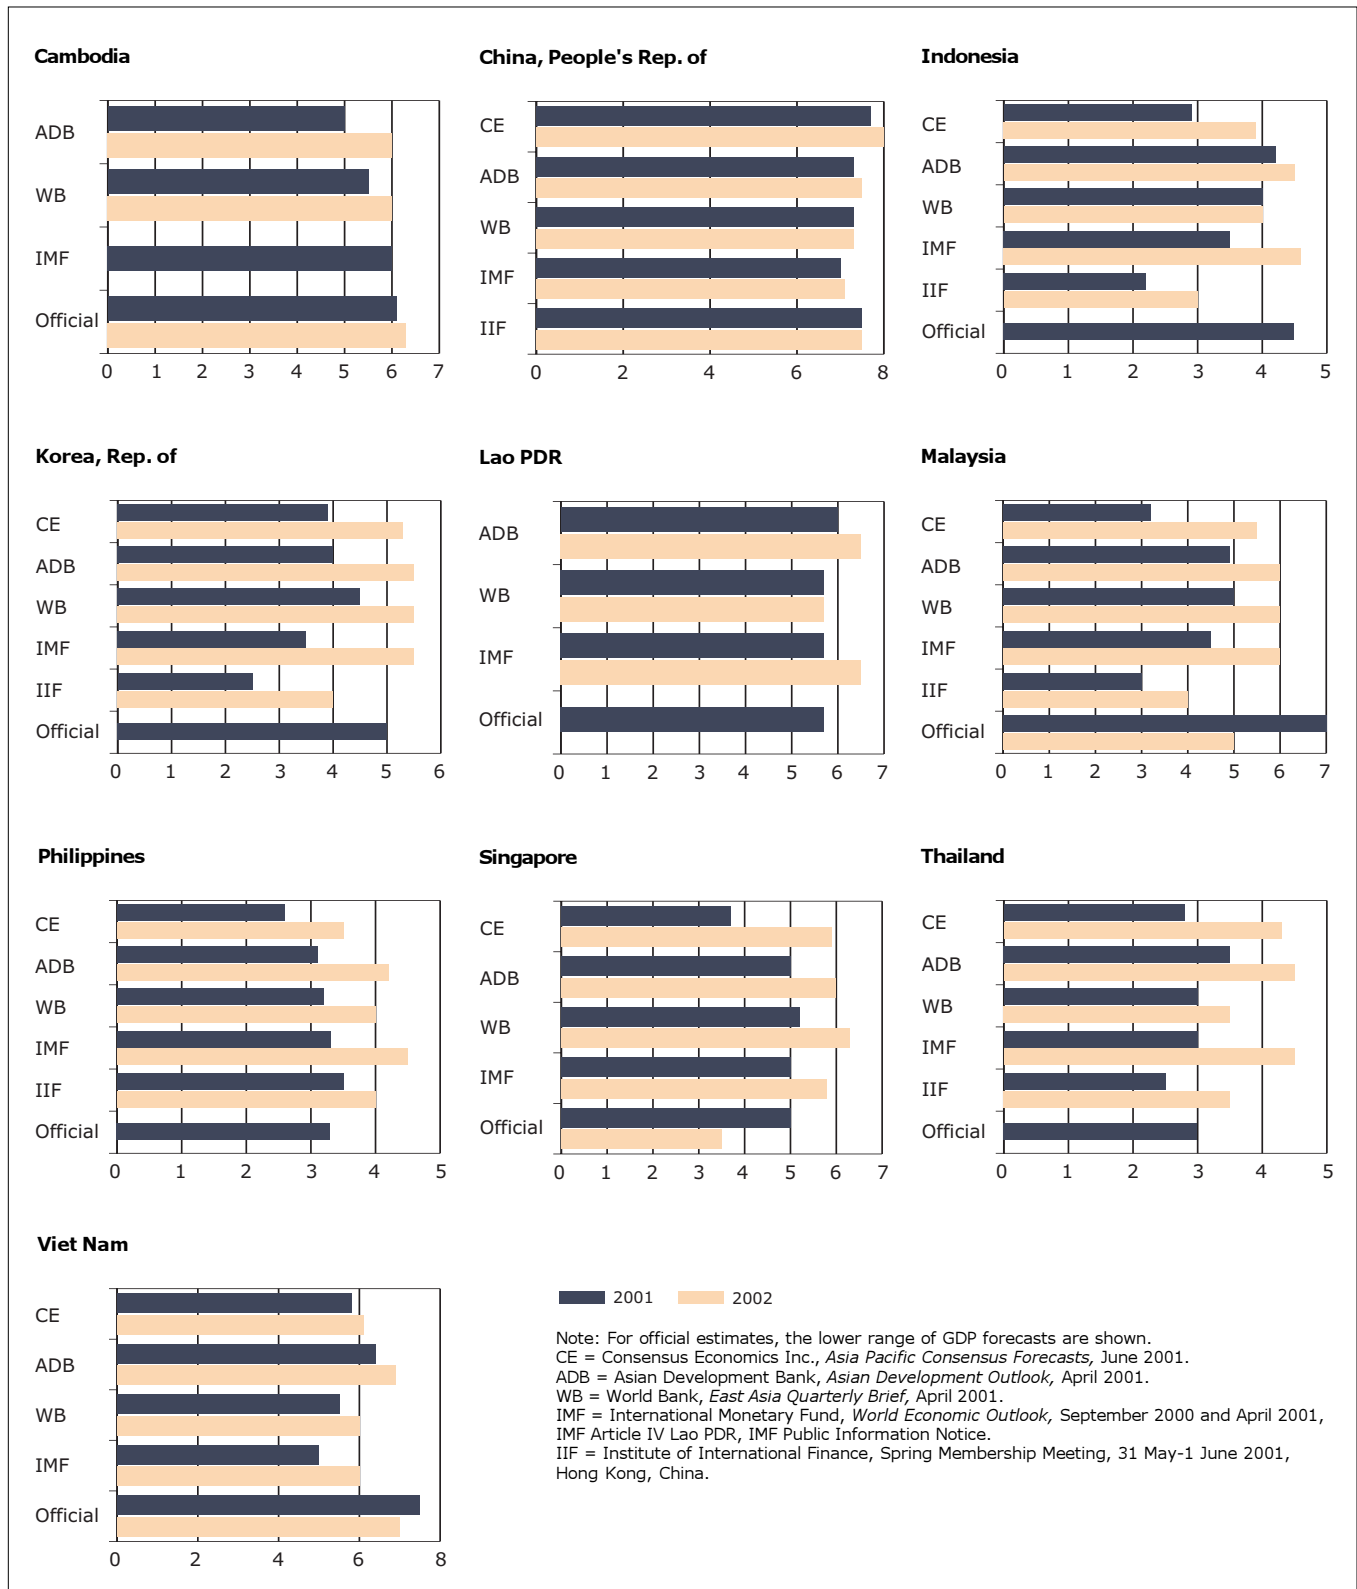 Cambodia
ADB
WB
IMF
Official
0 1 2 3 4 5 6 7
China, People's Rep. of
CE
ADB
WB
IMF
IIF
0 2 4 6 8
Indonesia
CE
ADB
WB
IMF
IIF
Official
0 1 2 3 4 5
Korea, Rep. of
CE
ADB
WB
IMF
IIF
Official
0 1 2 3 4 5 6
Lao PDR
ADB
WB
IMF
Official
0 1 2 3 4 5 6 7
Malaysia
CE
ADB
WB
IMF
IIF
Official
0 1 2 3 4 5 6 7
Philippines
CE
ADB
WB
IMF
IIF
Official
0 1 2 3 4 5
Singapore
CE
ADB
WB
IMF
Official
0 1 2 3 4 5 6 7
Thailand
CE
ADB
WB
IMF
IIF
Official
0 1 2 3 4 5
Viet Nam
CE
ADB
WB
IMF
Official
0 2 4 6 8
2001 2002
Note: For official estimates, the lower range of GDP forecasts are shown.
CE = Consensus Economics Inc., Asia Pacific Consensus Forecasts, June 2001.
ADB = Asian Development Bank, Asian Development Outlook, April 2001.
WB = World Bank, East Asia Quarterly Brief, April 2001.
IMF = International Monetary Fund, World Economic Outlook, September 2000 and April 2001,
IMF Article IV Lao PDR, IMF Public Information Notice.
IIF = Institute of International Finance, Spring Membership Meeting, 31 May-1 June 2001,
Hong Kong, China.